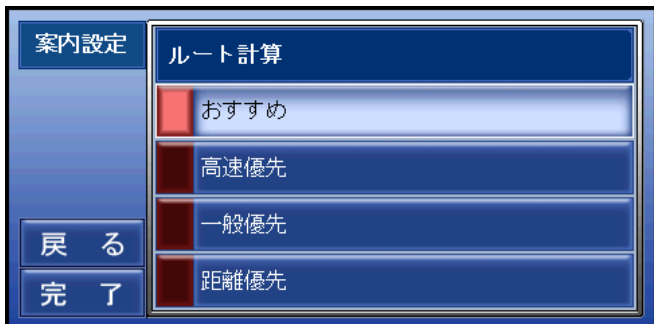 案内設定
ルート計算
おすすめ
高速優先
一般優先
距離優先
戻 る
完 了